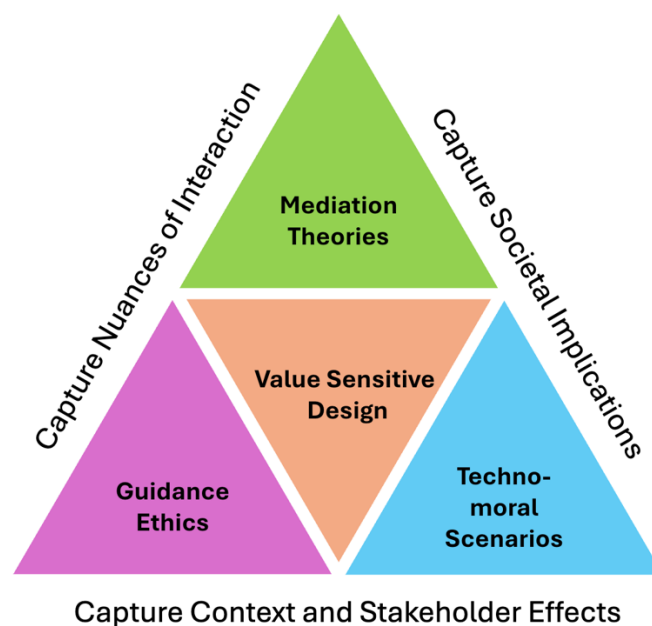 Capture Nuances of Interaction
Capture Societal Implications
Mediation
Theories
Value Sensitive
Design
Guidance
Ethics
Techno-
moral
Scenarios
Capture Context and Stakeholder Effects